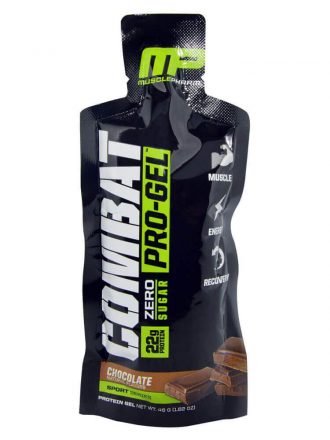 MP
MUSCLEPHARM
COMBAT
ZERO
SUGAR
PRO-GEL
22g
PROTEIN
MUSCLE
ENERGY
RECOVERY
CHOCOLATE
SPORT SERIES
PROTEIN GEL NET WT. 46 G (1.62 OZ)